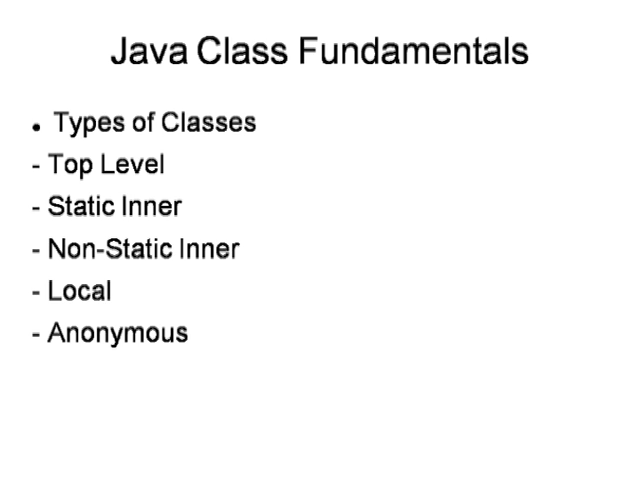 Java Class Fundamentals
• Types of Classes
- Top Level
- Static Inner
- Non-Static Inner
- Local
- Anonymous